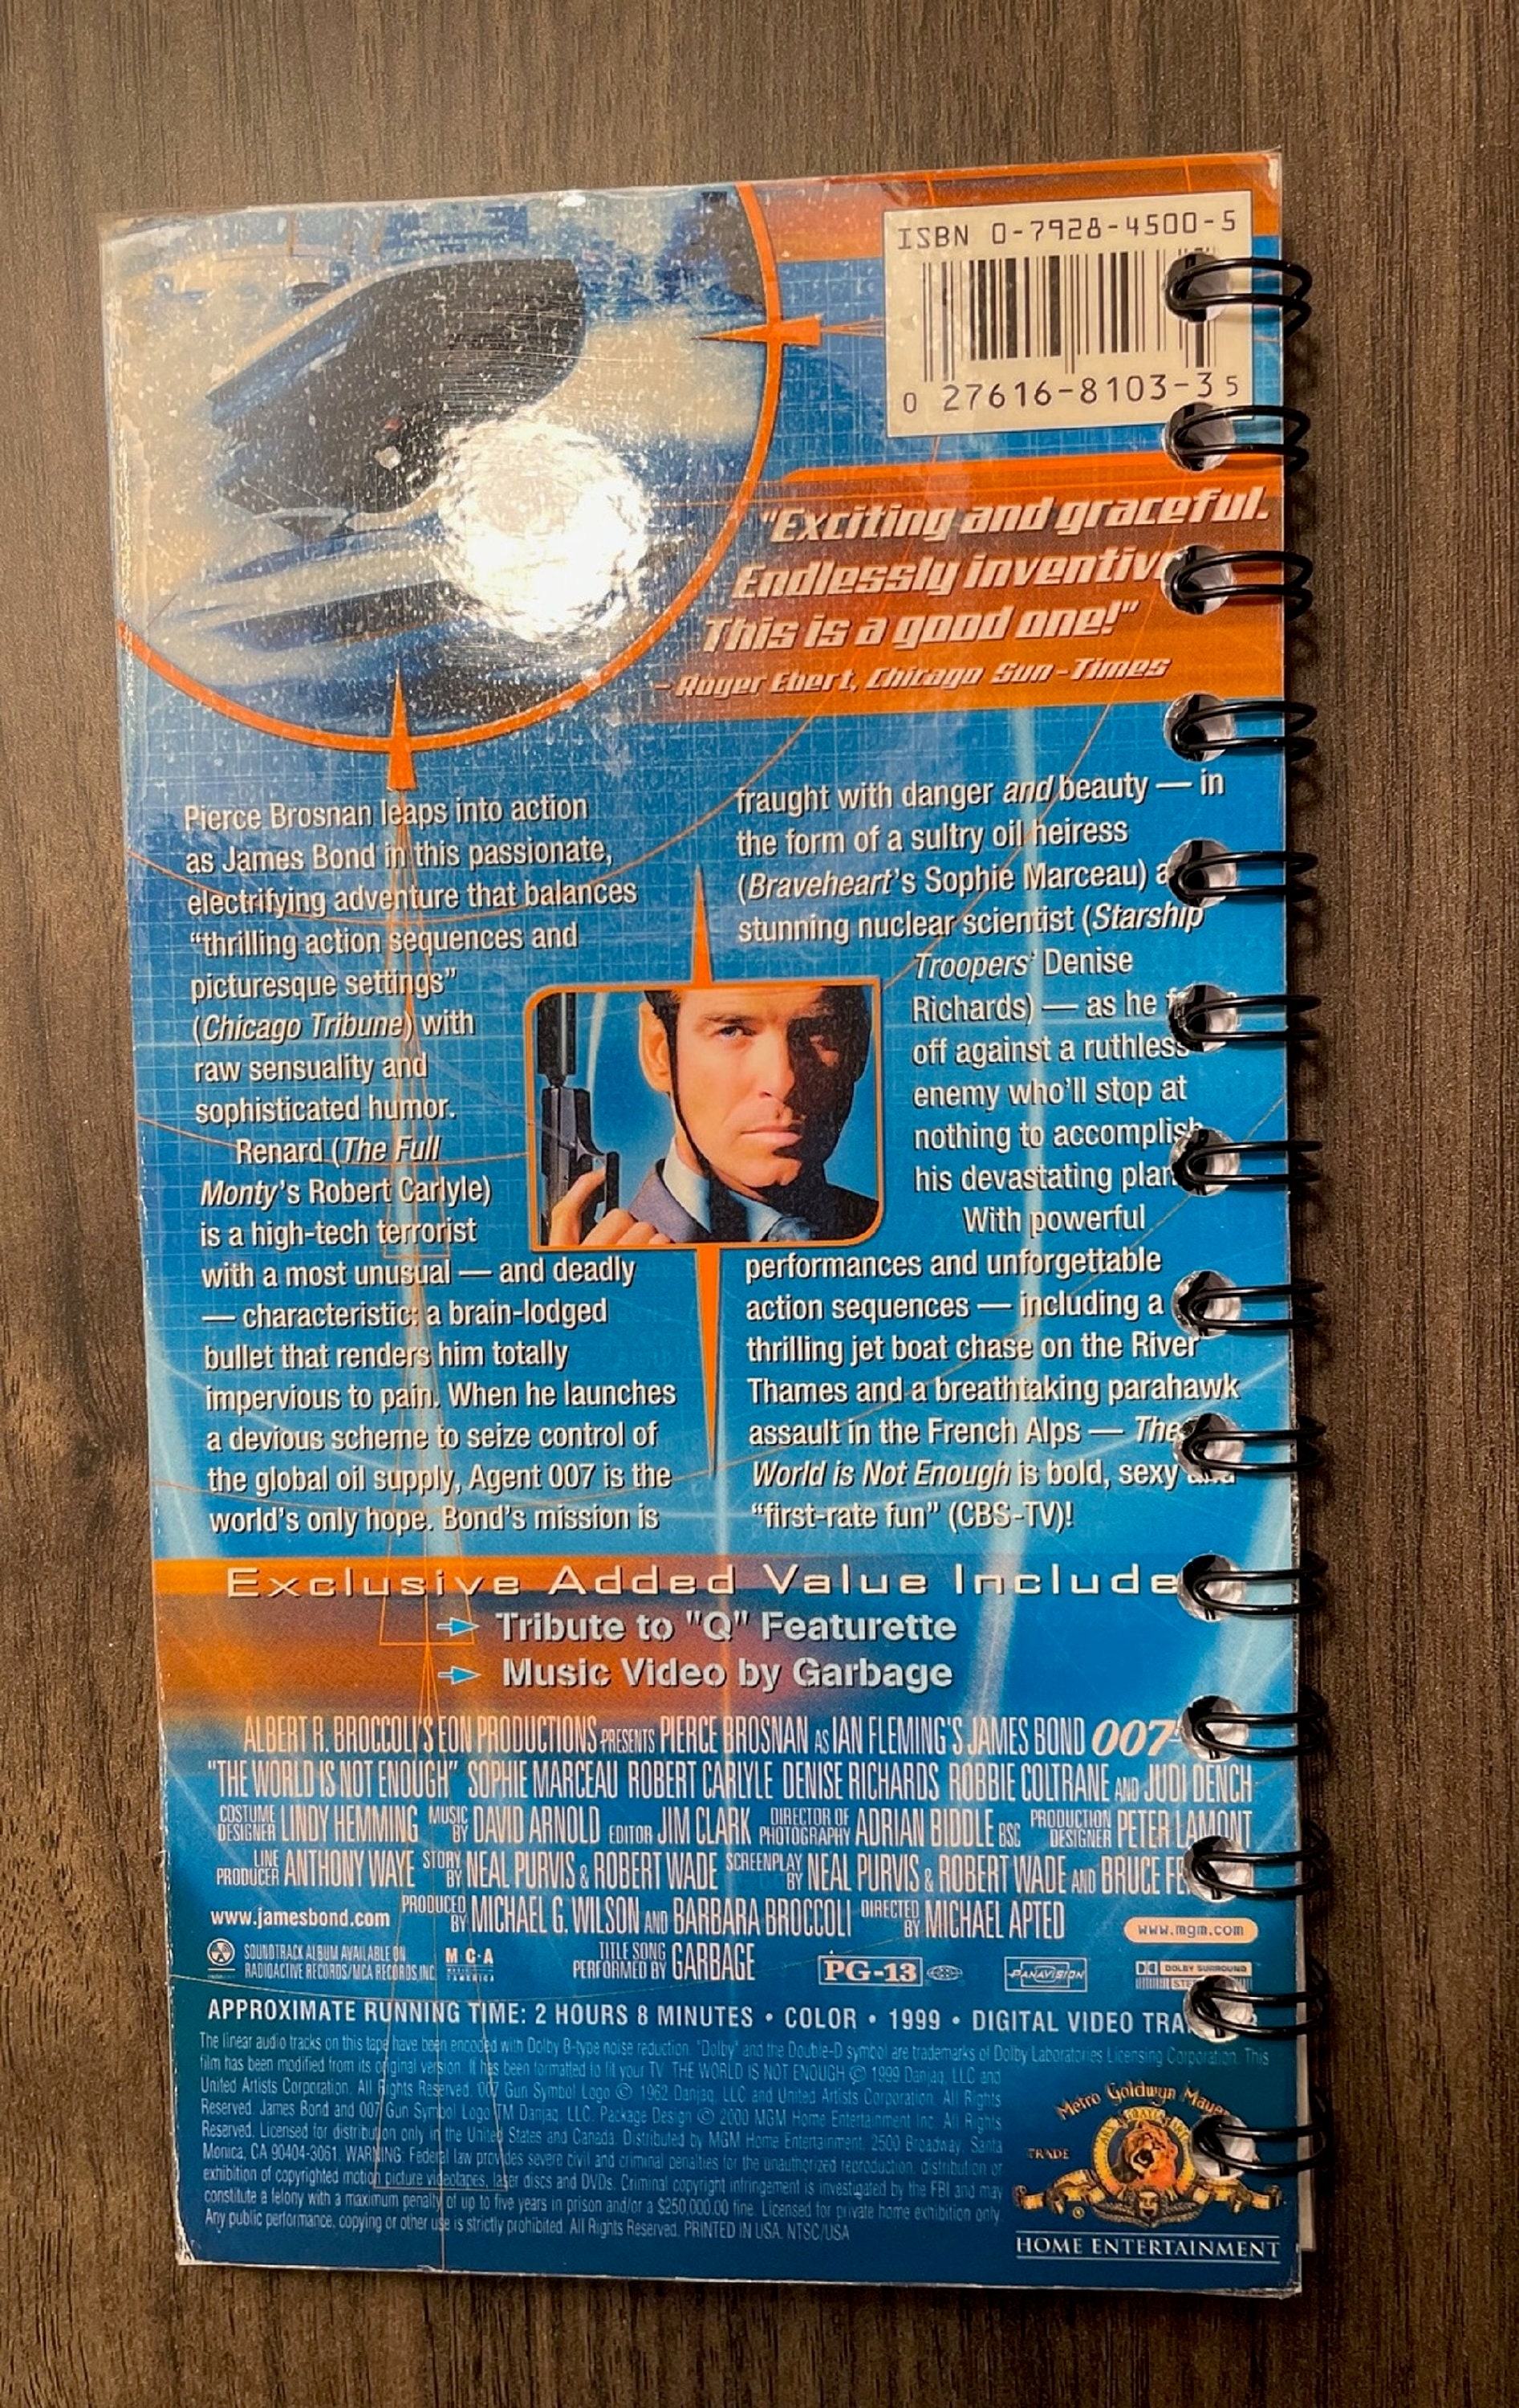 ISBN 0-7928-4500-5
0 27616-8103-3 5
"Exciting and graceful.
Endlessly inventiv
This is a good one!"
– Roger Ebert, Chicago Sun-Times
Pierce Brosnan leaps into action
as James Bond in this passionate,
electrifying adventure that balances
“thrilling action sequences and
picturesque settings”
(Chicago Tribune) with
raw sensuality and
sophisticated humor.
Renard (The Full
Monty's Robert Carlyle)
is a high-tech terrorist
with a most unusual — and deadly
— characteristic: a brain-lodged
bullet that renders him totally
impervious to pain. When he launches
a devious scheme to seize control of
the global oil supply, Agent 007 is the
world's only hope. Bond's mission is
fraught with danger and beauty — in
the form of a sultry oil heiress
(Braveheart's Sophie Marceau) a
stunning nuclear scientist (Starship
Troopers' Denise
Richards) — as he
off against a ruthless
enemy who'll stop at
nothing to accomplish
his devastating plan
With powerful
performances and unforgettable
action sequences — including a
thrilling jet boat chase on the River
Thames and a breathtaking parahawk
assault in the French Alps — The
World is Not Enough is bold, sexy and
“first-rate fun” (CBS-TV)!
Exclusive Added Value Include
Tribute to "Q" Featurette
Music Video by Garbage
ALBERT R. BROCCOLI'S EON PRODUCTIONS PRESENTS PIERCE BROSNAN AS IAN FLEMING'S JAMES BOND 007
"THE WORLD IS NOT ENOUGH" SOPHIE MARCEAU ROBERT CARLYLE DENISE RICHARDS ROBBIE COLTRANE AND JUDI DENCH
COSTUME DESIGNER LINDY HEMMING MUSIC BY DAVID ARNOLD EDITOR JIM CLARK DIRECTOR OF PHOTOGRAPHY ADRIAN BIDDLE BSC PRODUCTION DESIGNER PETER LAMONT
LINE PRODUCER ANTHONY WAYE STORY BY NEAL PURVIS & ROBERT WADE SCREENPLAY BY NEAL PURVIS & ROBERT WADE AND BRUCE FE
www.jamesbond.com PRODUCED BY MICHAEL G. WILSON AND BARBARA BROCCOLI DIRECTED BY MICHAEL APTED www.mgm.com
SOUNDTRACK ALBUM AVAILABLE ON
RADIOACTIVE RECORDS/MCA RECORDS, INC.
M C A
TITLE SONG PERFORMED BY GARBAGE
PG-13
PANAVISION
DOLBY SURROUND
APPROXIMATE RUNNING TIME: 2 HOURS 8 MINUTES • COLOR • 1999 • DIGITAL VIDEO TRA
The linear audio tracks on this tape have been encoded with Dolby B-type noise reduction. "Dolby" and the Double-D symbol are trademarks of Dolby Laboratories Licensing Corporation. This
film has been modified from its original version. It has been formatted to fit your TV. THE WORLD IS NOT ENOUGH © 1999 Danjaq, LLC and
United Artists Corporation. All Rights Reserved. 007 Gun Symbol Logo © 1962 Danjaq, LLC and United Artists Corporation. All Rights
Reserved. James Bond and 007 Gun Symbol Logo TM Danjaq, LLC. Package Design © 2000 MGM Home Entertainment Inc. All Rights
Reserved. Licensed for distribution only in the United States and Canada. Distributed by MGM Home Entertainment, 2500 Broadway, Santa
Monica, CA 90404-3061. WARNING: Federal law provides severe civil and criminal penalties for the unauthorized reproduction, distribution or
exhibition of copyrighted motion picture videotapes, laser discs and DVDs. Criminal copyright infringement is investigated by the FBI and may
constitute a felony with a maximum penalty of up to five years in prison and/or a $250,000.00 fine. Licensed for private home exhibition only.
Any public performance, copying or other use is strictly prohibited. All Rights Reserved. PRINTED IN USA. NTSC/USA
Metro Goldwyn Mayer
TRADE
HOME ENTERTAINMENT